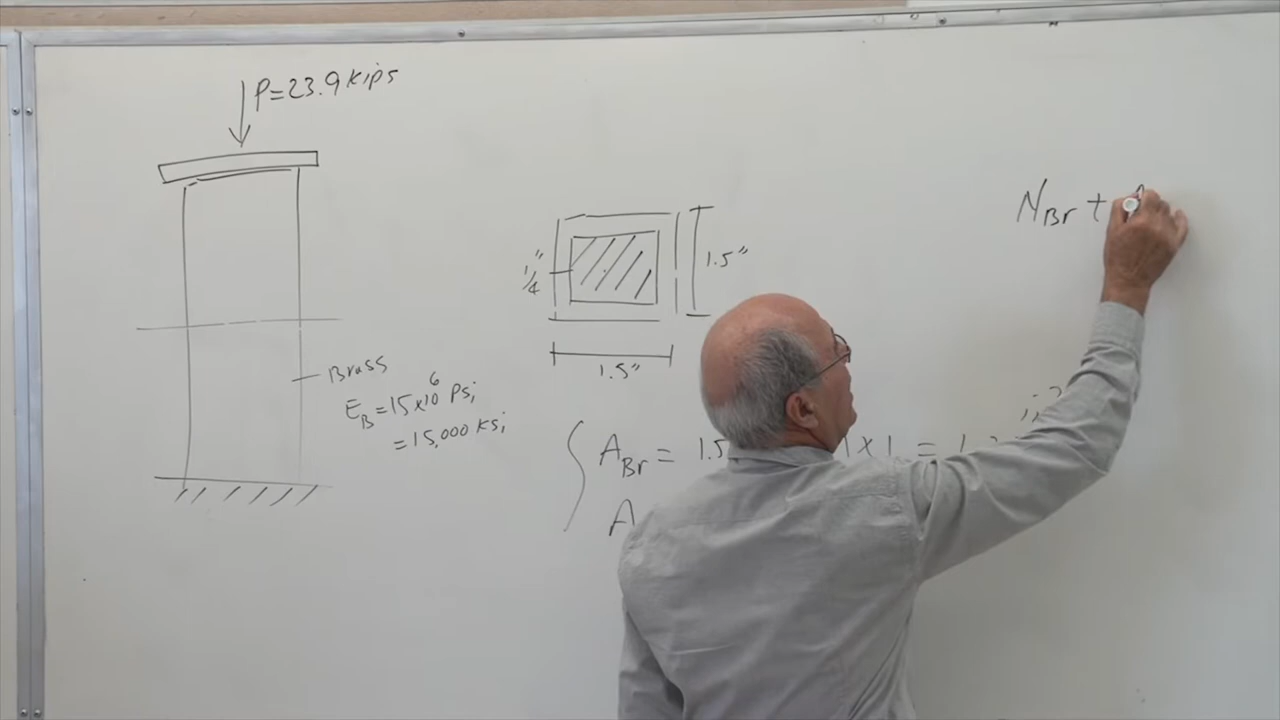 P=23.9 kips
N_Br +
1/4"
1.5"
1.5"
Brass
E_B = 15x10^6 Psi
= 15,000 Ksi
A_Br = 1.5
x 1 =
A